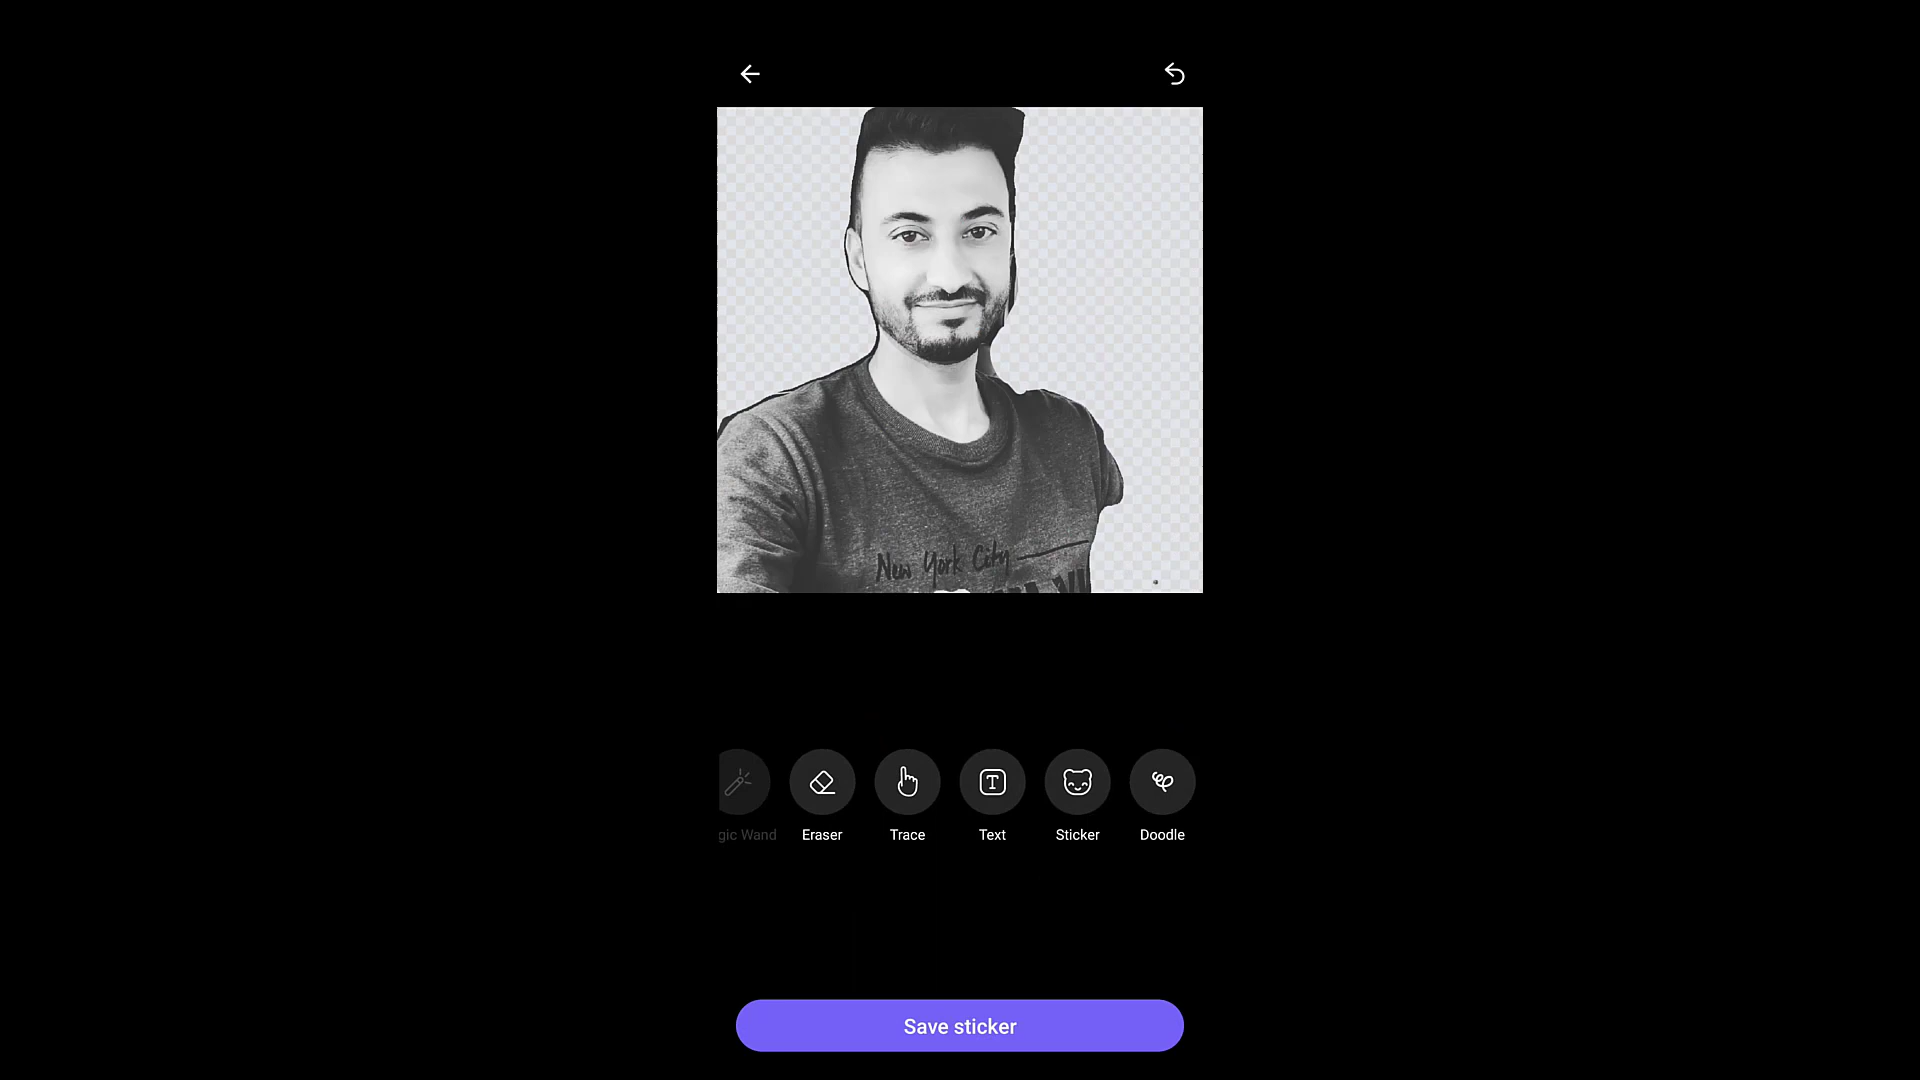 New York City
gic Wand
Eraser
Trace
Text
Sticker
Doodle
Save sticker